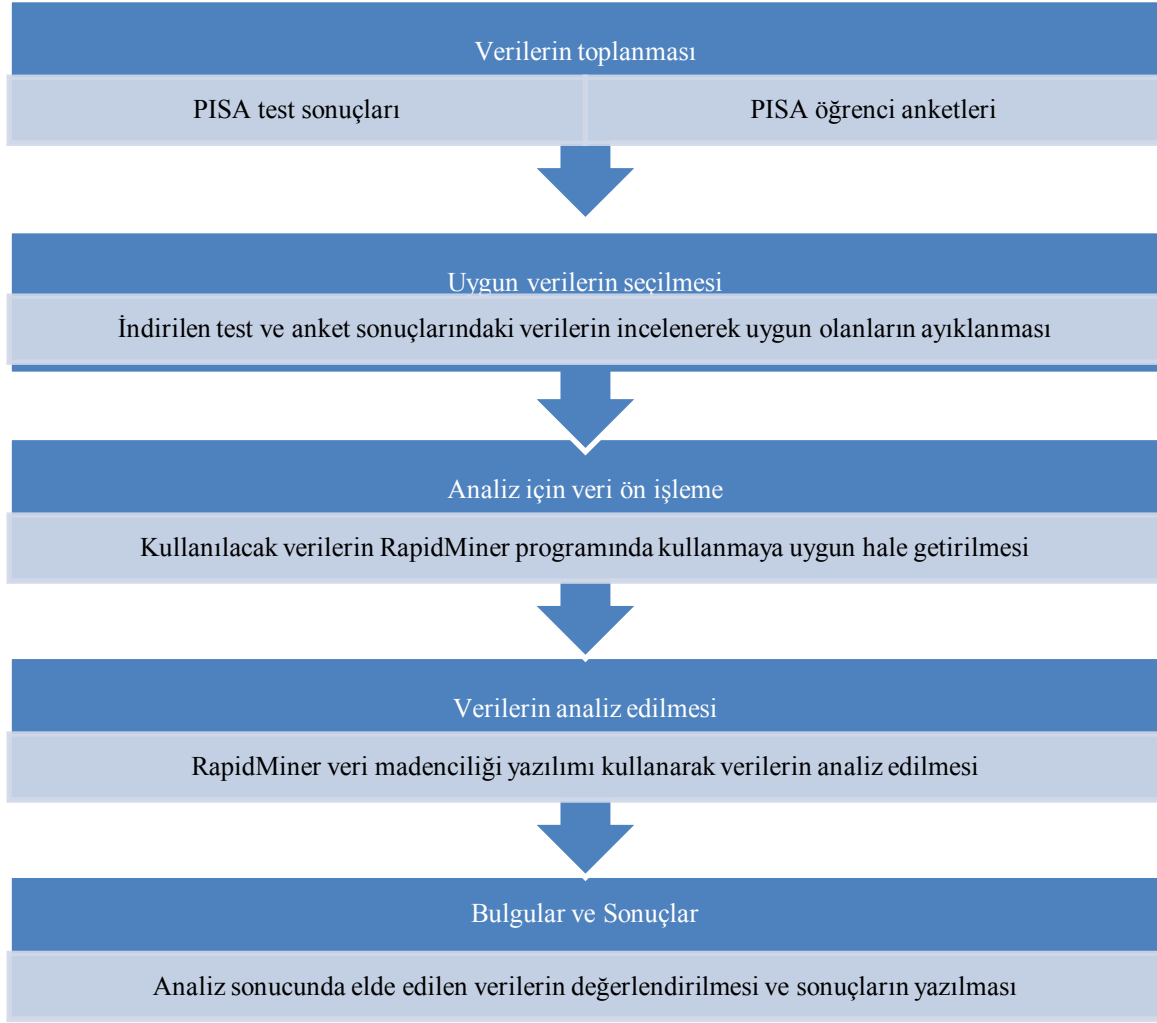 Verilerin toplanması
PISA test sonuçları
PISA öğrenci anketleri
Uygun verilerin seçilmesi
İndirilen test ve anket sonuçlarındaki verilerin incelenerek uygun olanların ayıklanması
Analiz için veri ön işleme
Kullanılacak verilerin RapidMiner programında kullanmaya uygun hale getirilmesi
Verilerin analiz edilmesi
RapidMiner veri madenciliği yazılımı kullanarak verilerin analiz edilmesi
Bulgular ve Sonuçlar
Analiz sonucunda elde edilen verilerin değerlendirilmesi ve sonuçların yazılması